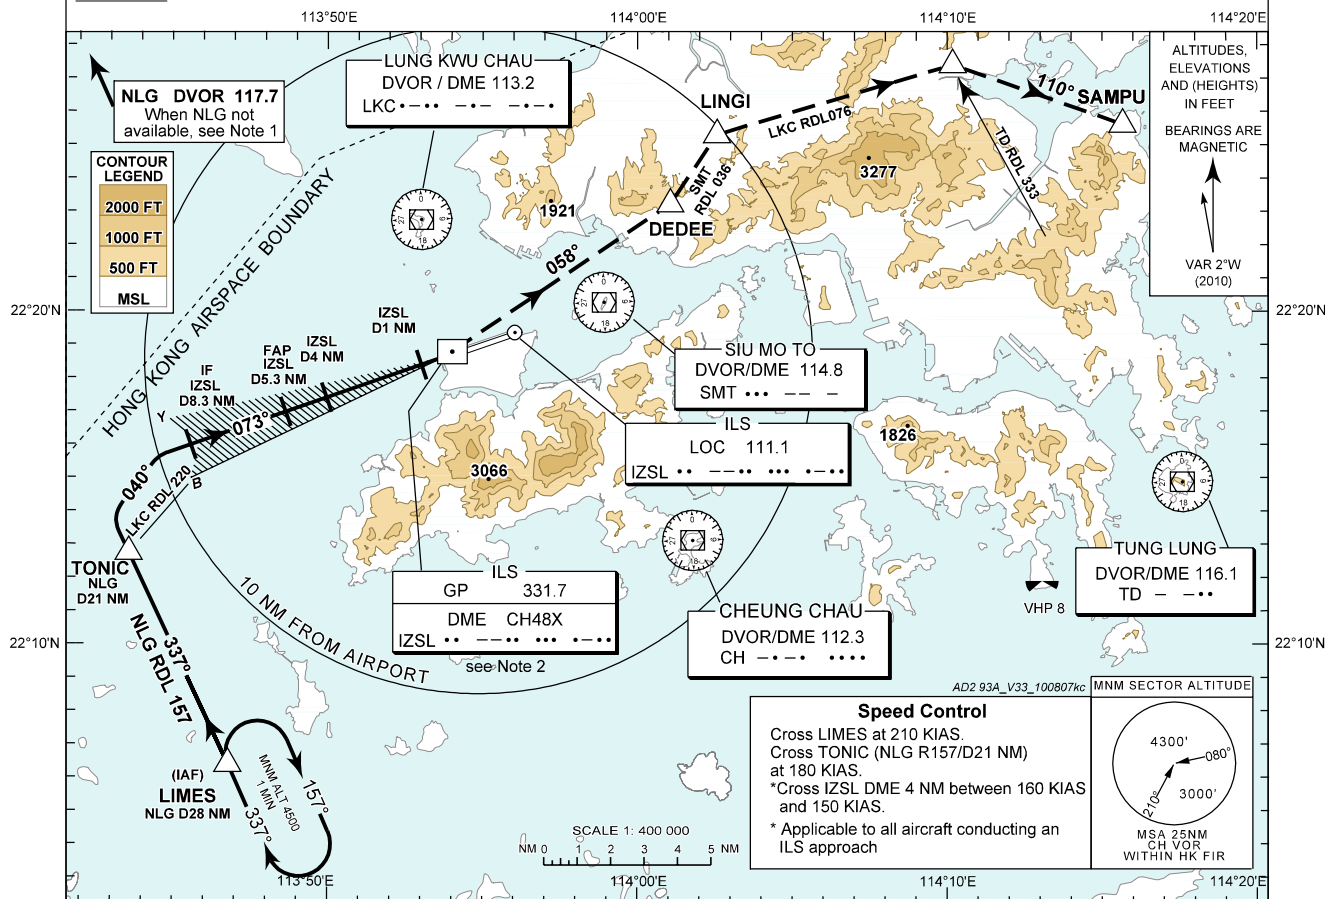 113°50'E
114°00'E
114°10'E
114°20'E
NLG DVOR 117.7
When NLG not
available, see Note 1
CONTOUR
LEGEND
2000 FT
1000 FT
500 FT
MSL
LUNG KWU CHAU
DVOR / DME 113.2
LKC
LINGI
LKC RDL076
110°
SAMPU
ALTITUDES,
ELEVATIONS
AND (HEIGHTS)
IN FEET
BEARINGS ARE
MAGNETIC
VAR 2°W
(2010)
TD RDL 333
3277
1921
SMT
RDL 036
DEDEE
058°
HONG KONG AIRSPACE BOUNDARY
22°20'N
22°20'N
IZSL
D1 NM
IZSL
D4 NM
FAP
IZSL
D5.3 NM
IF
IZSL
D8.3 NM
Y
B
073°
040°
LKC RDL 220
SIU MO TO
DVOR/DME 114.8
SMT
ILS
LOC 111.1
IZSL
1826
3066
TONIC
NLG
D21 NM
10 NM FROM AIRPORT
ILS
GP 331.7
DME CH48X
IZSL
see Note 2
CHEUNG CHAU
DVOR/DME 112.3
CH
TUNG LUNG
DVOR/DME 116.1
TD
VHP 8
22°10'N
22°10'N
337°
NLG RDL 157
(IAF)
LIMES
NLG D28 NM
MNM ALT 4500
1 MIN
157°
337°
AD2 93A_V33_100807kc
Speed Control
Cross LIMES at 210 KIAS.
Cross TONIC (NLG R157/D21 NM)
at 180 KIAS.
*Cross IZSL DME 4 NM between 160 KIAS
and 150 KIAS.
* Applicable to all aircraft conducting an
ILS approach
MNM SECTOR ALTITUDE
4300'
080°
3000'
210°
MSA 25NM
CH VOR
WITHIN HK FIR
SCALE 1: 400 000
NM 0 1 2 3 4 5 NM
113°50'E
114°00'E
114°10'E
114°20'E